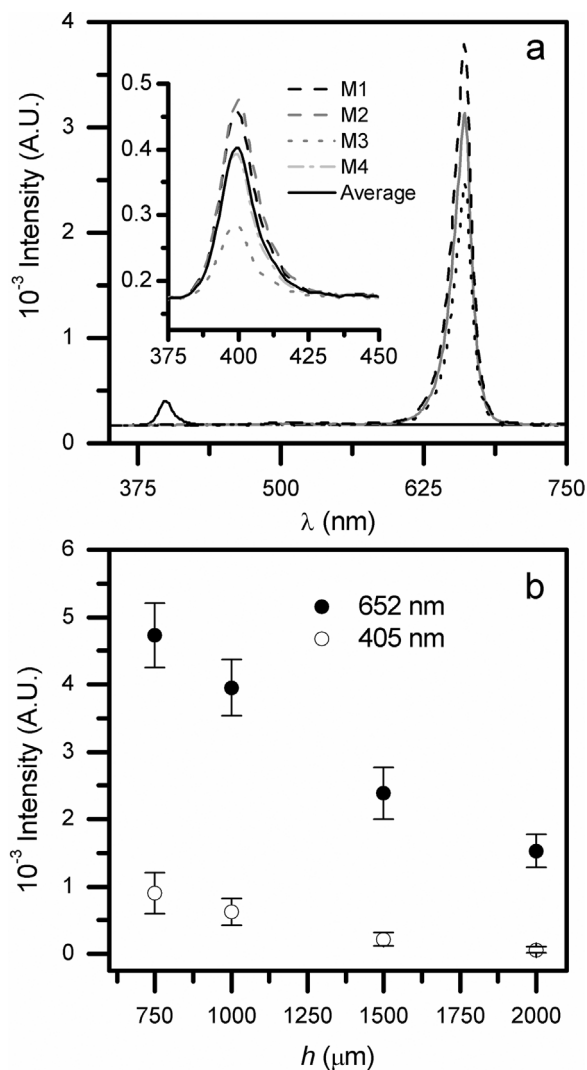 a
4
3
2
1
0
10⁻³ Intensity (A.U.)
0.5
0.4
0.3
0.2
375 400 425 450
M1
M2
M3
M4
Average
375 500 625 750
λ (nm)
b
6
5
4
3
2
1
0
10⁻³ Intensity (A.U.)
652 nm
405 nm
750 1000 1250 1500 1750 2000
h (μm)